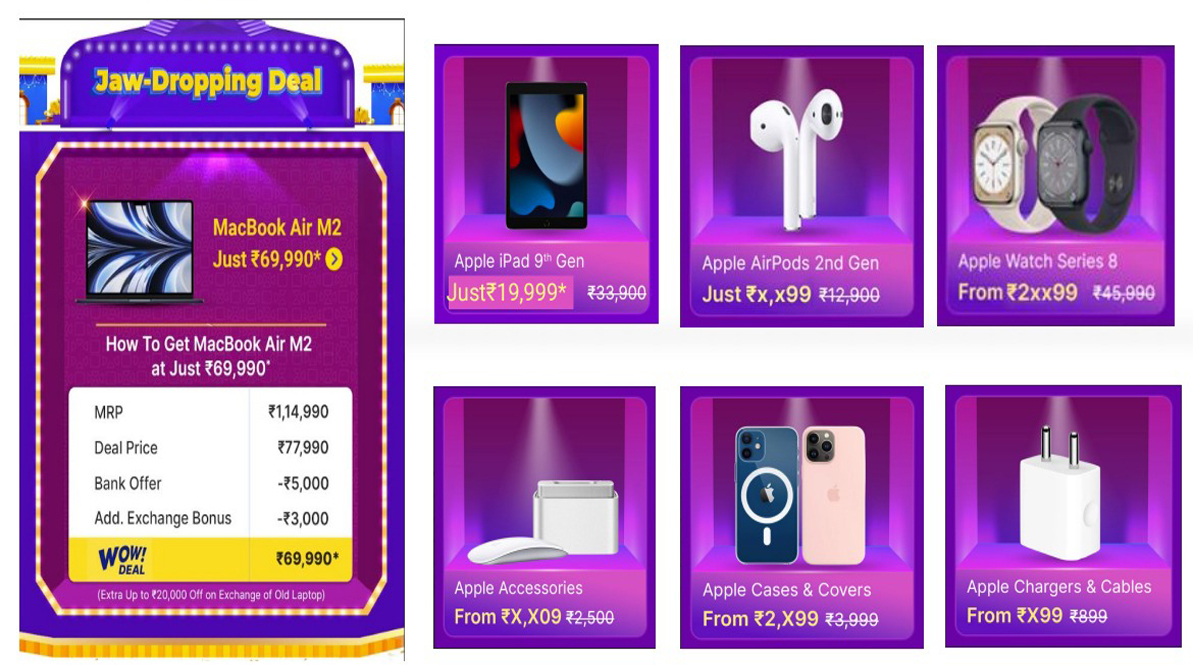 Jaw-Dropping Deal
MacBook Air M2
Just ₹69,990*
How To Get MacBook Air M2
at Just ₹69,990*
MRP ₹1,14,990
Deal Price ₹77,990
Bank Offer -₹5,000
Add. Exchange Bonus -₹3,000
WOW! DEAL ₹69,990*
(Extra Up to ₹20,000 Off on Exchange of Old Laptop)
Apple iPad 9th Gen
Just₹19,999* ₹33,900
Apple AirPods 2nd Gen
Just ₹x,x99 ₹12,900
Apple Watch Series 8
From ₹2xx99 ₹45,990
Apple Accessories
From ₹X,X09 ₹2,500
Apple Cases & Covers
From ₹2,X99 ₹3,999
Apple Chargers & Cables
From ₹X99 ₹899